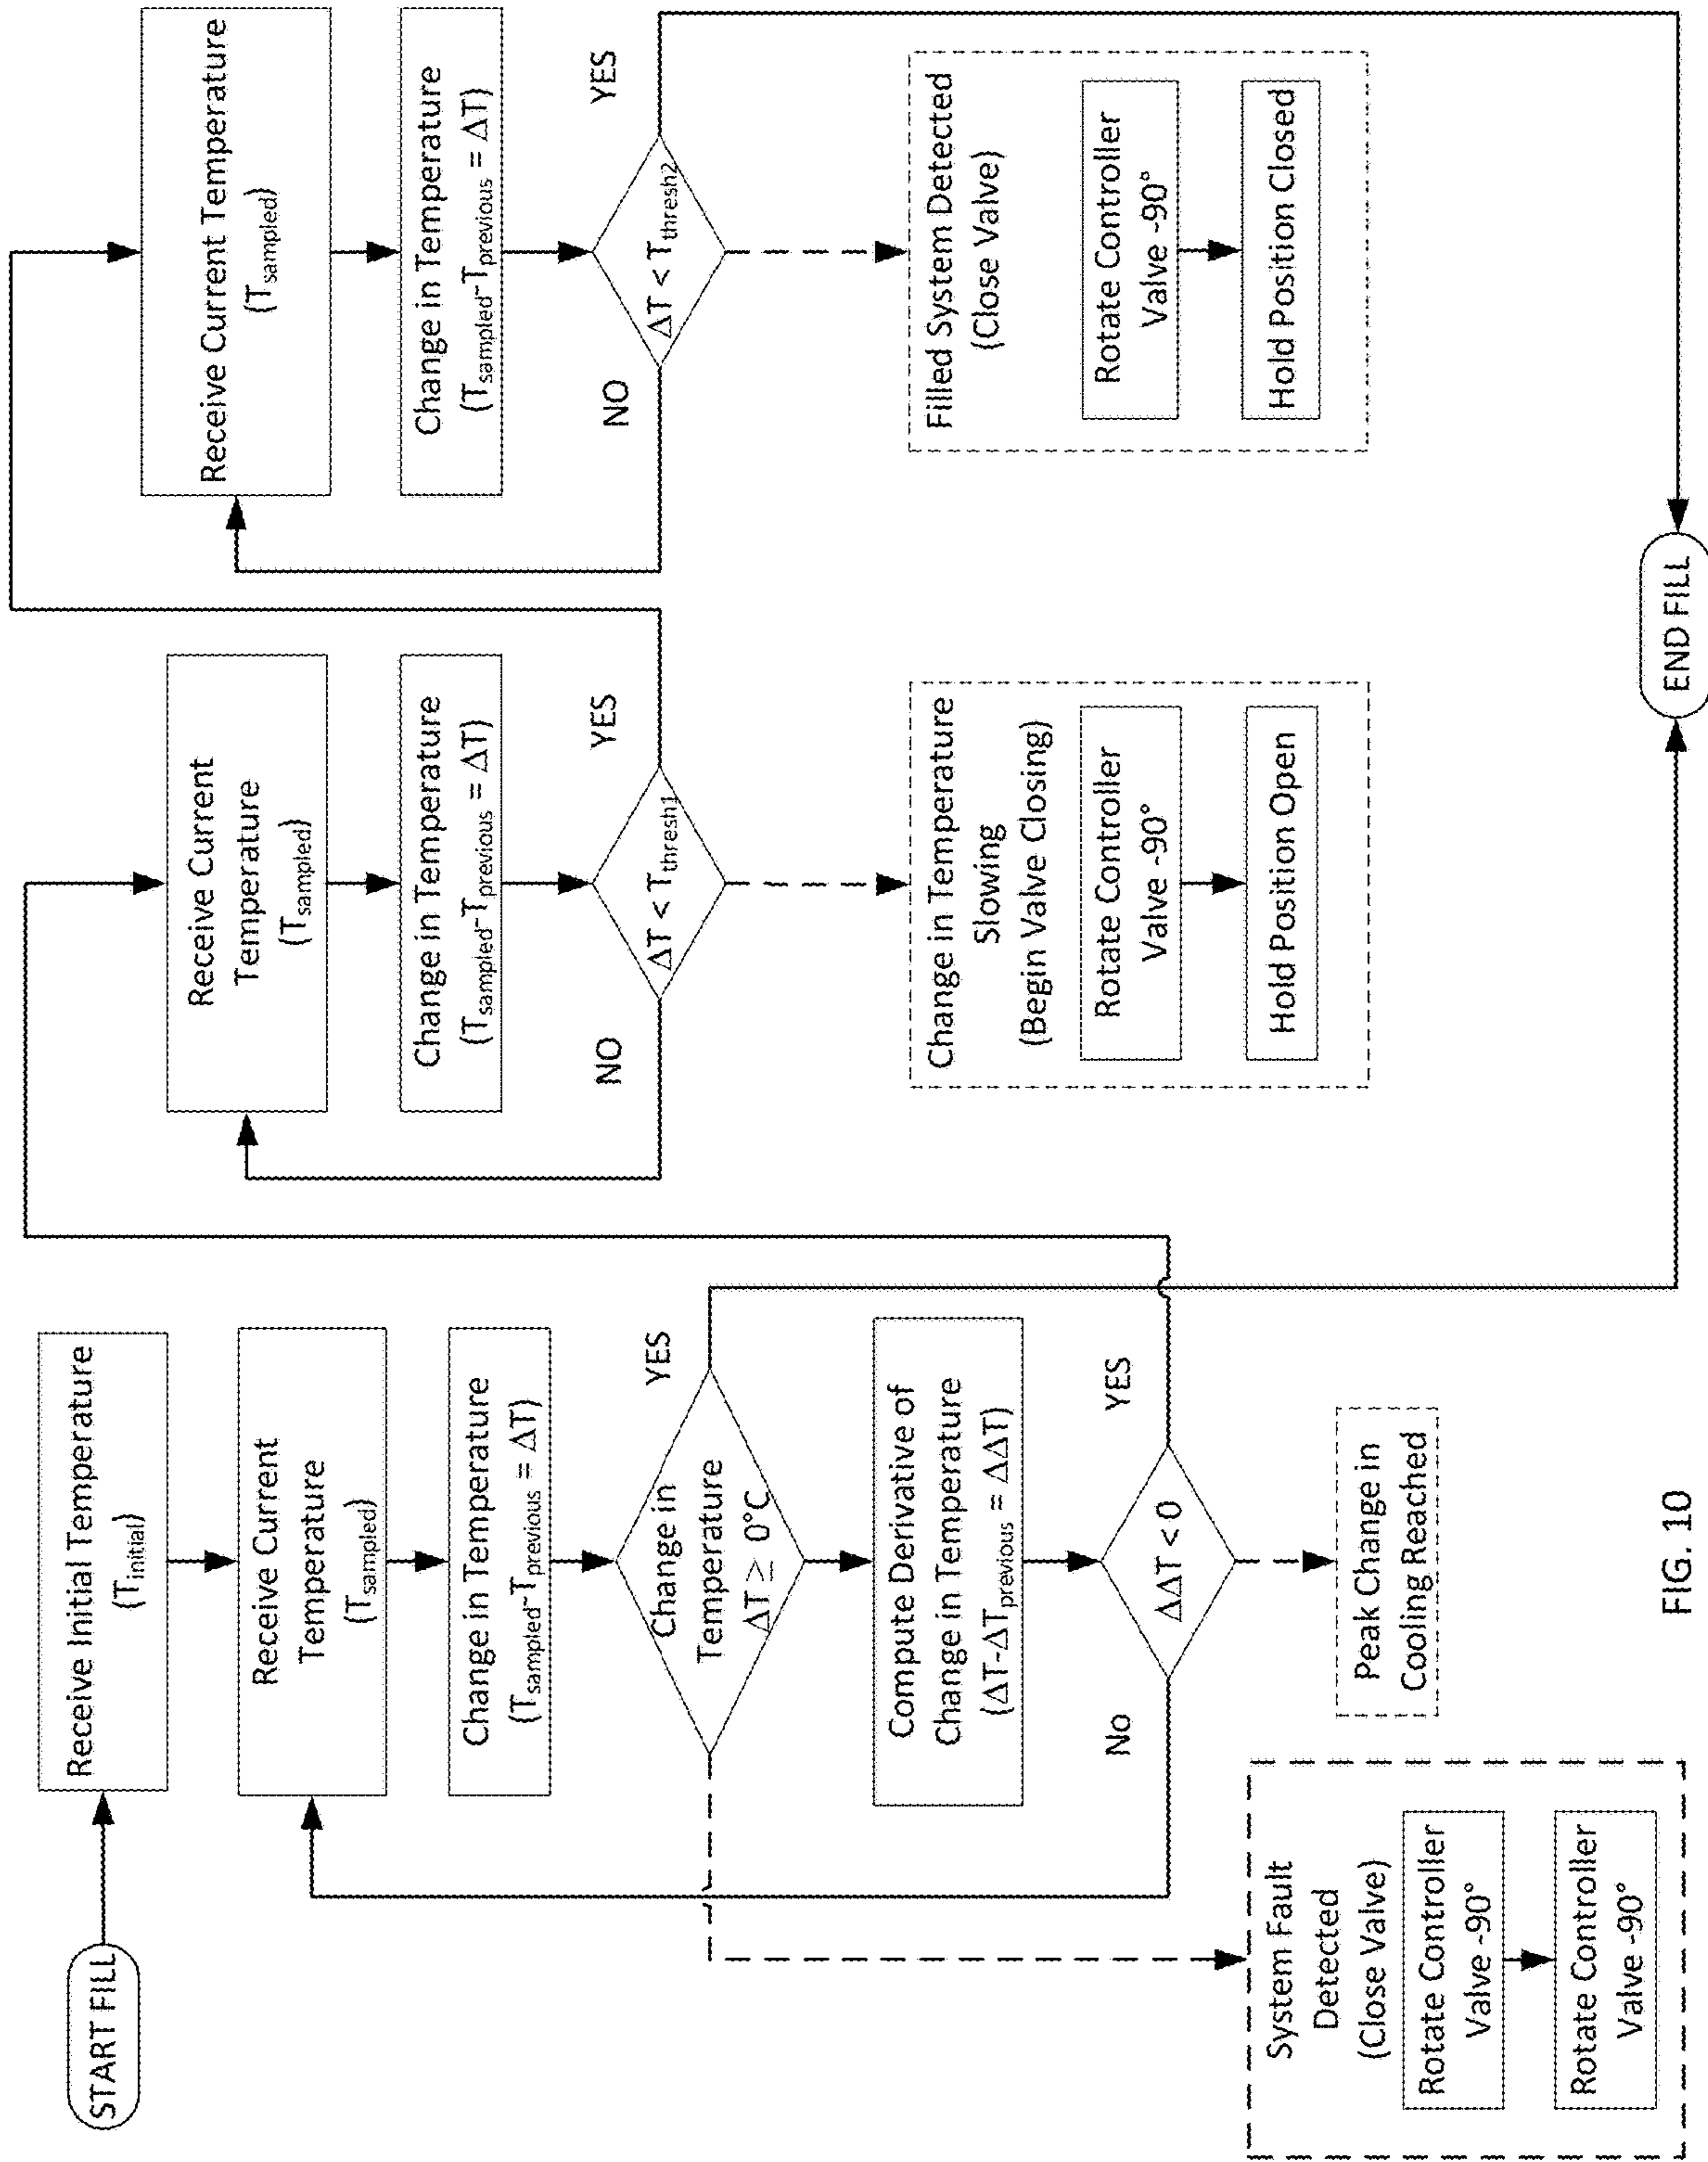 START FILL
Receive Initial Temperature
(T_initial)
Receive Current
Temperature
(T_sampled)
Change in Temperature
(T_sampled-T_previous = ΔT)
Change in
Temperature
ΔT ≥ 0°C
YES
Compute Derivative of
Change in Temperature
(ΔT-ΔT_previous = ΔΔT)
ΔΔT < 0
No
YES
Peak Change in
Cooling Reached
System Fault
Detected
(Close Valve)
Rotate Controller
Valve -90°
Rotate Controller
Valve -90°
Receive Current
Temperature
(T_sampled)
Change in Temperature
(T_sampled-T_previous = ΔT)
ΔT < T_thresh1
NO
YES
Change in Temperature
Slowing
(Begin Valve Closing)
Rotate Controller
Valve -90°
Hold Position Open
Receive Current Temperature
(T_sampled)
Change in Temperature
(T_sampled-T_previous = ΔT)
ΔT < T_thresh2
NO
YES
Filled System Detected
(Close Valve)
Rotate Controller
Valve -90°
Hold Position Closed
END FILL
FIG. 10